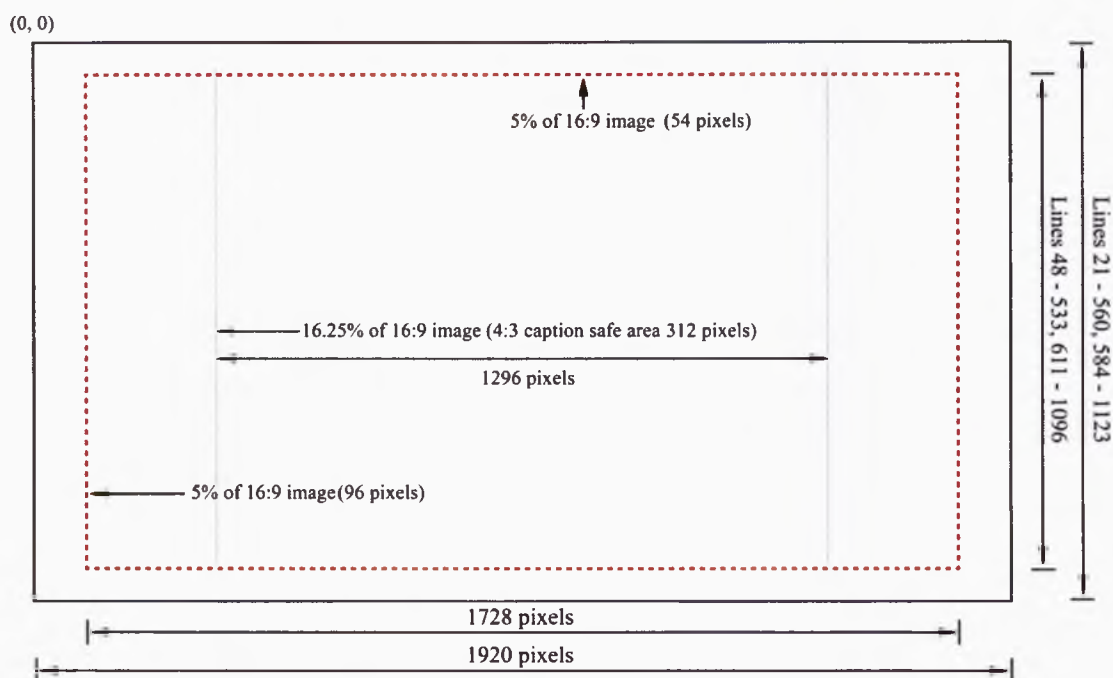 (0, 0)
5% of 16:9 image (54 pixels)
16.25% of 16:9 image (4:3 caption safe area 312 pixels)
1296 pixels
5% of 16:9 image(96 pixels)
Lines 48 - 533, 611 - 1096
Lines 21 - 560, 584 - 1123
1728 pixels
1920 pixels